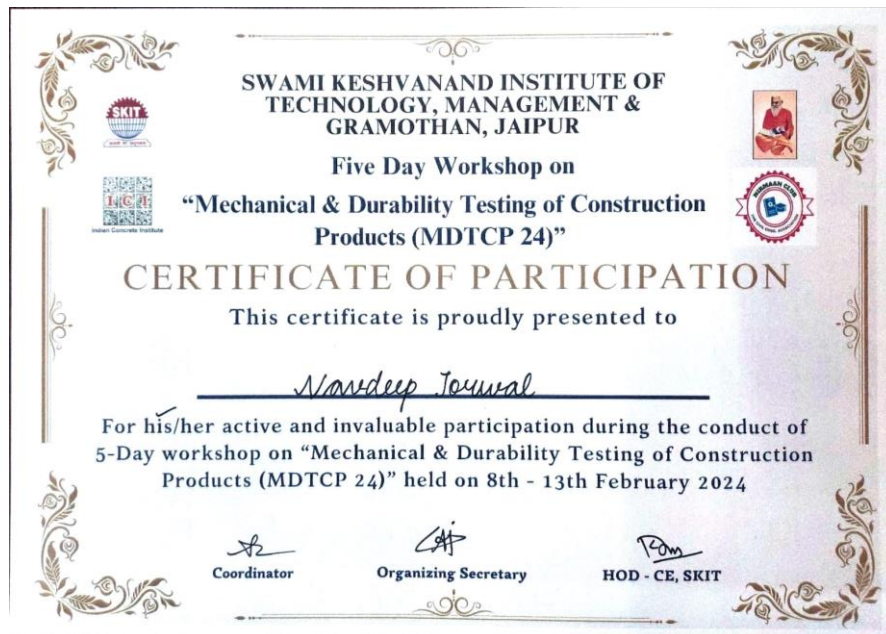 SWAMI KESHVANAND INSTITUTE OF
TECHNOLOGY, MANAGEMENT &
GRAMOTHAN, JAIPUR
SKIT
Five Day Workshop on
I C I
Indian Concrete Institute
NIRMAAN CLUB
"Mechanical & Durability Testing of Construction
Products (MDTCP 24)"
CERTIFICATE OF PARTICIPATION
This certificate is proudly presented to
Navdeep
For his/her active and invaluable participation during the conduct of
5-Day workshop on "Mechanical & Durability Testing of Construction
Products (MDTCP 24)" held on 8th - 13th February 2024
Coordinator
Organizing Secretary
HOD - CE, SKIT